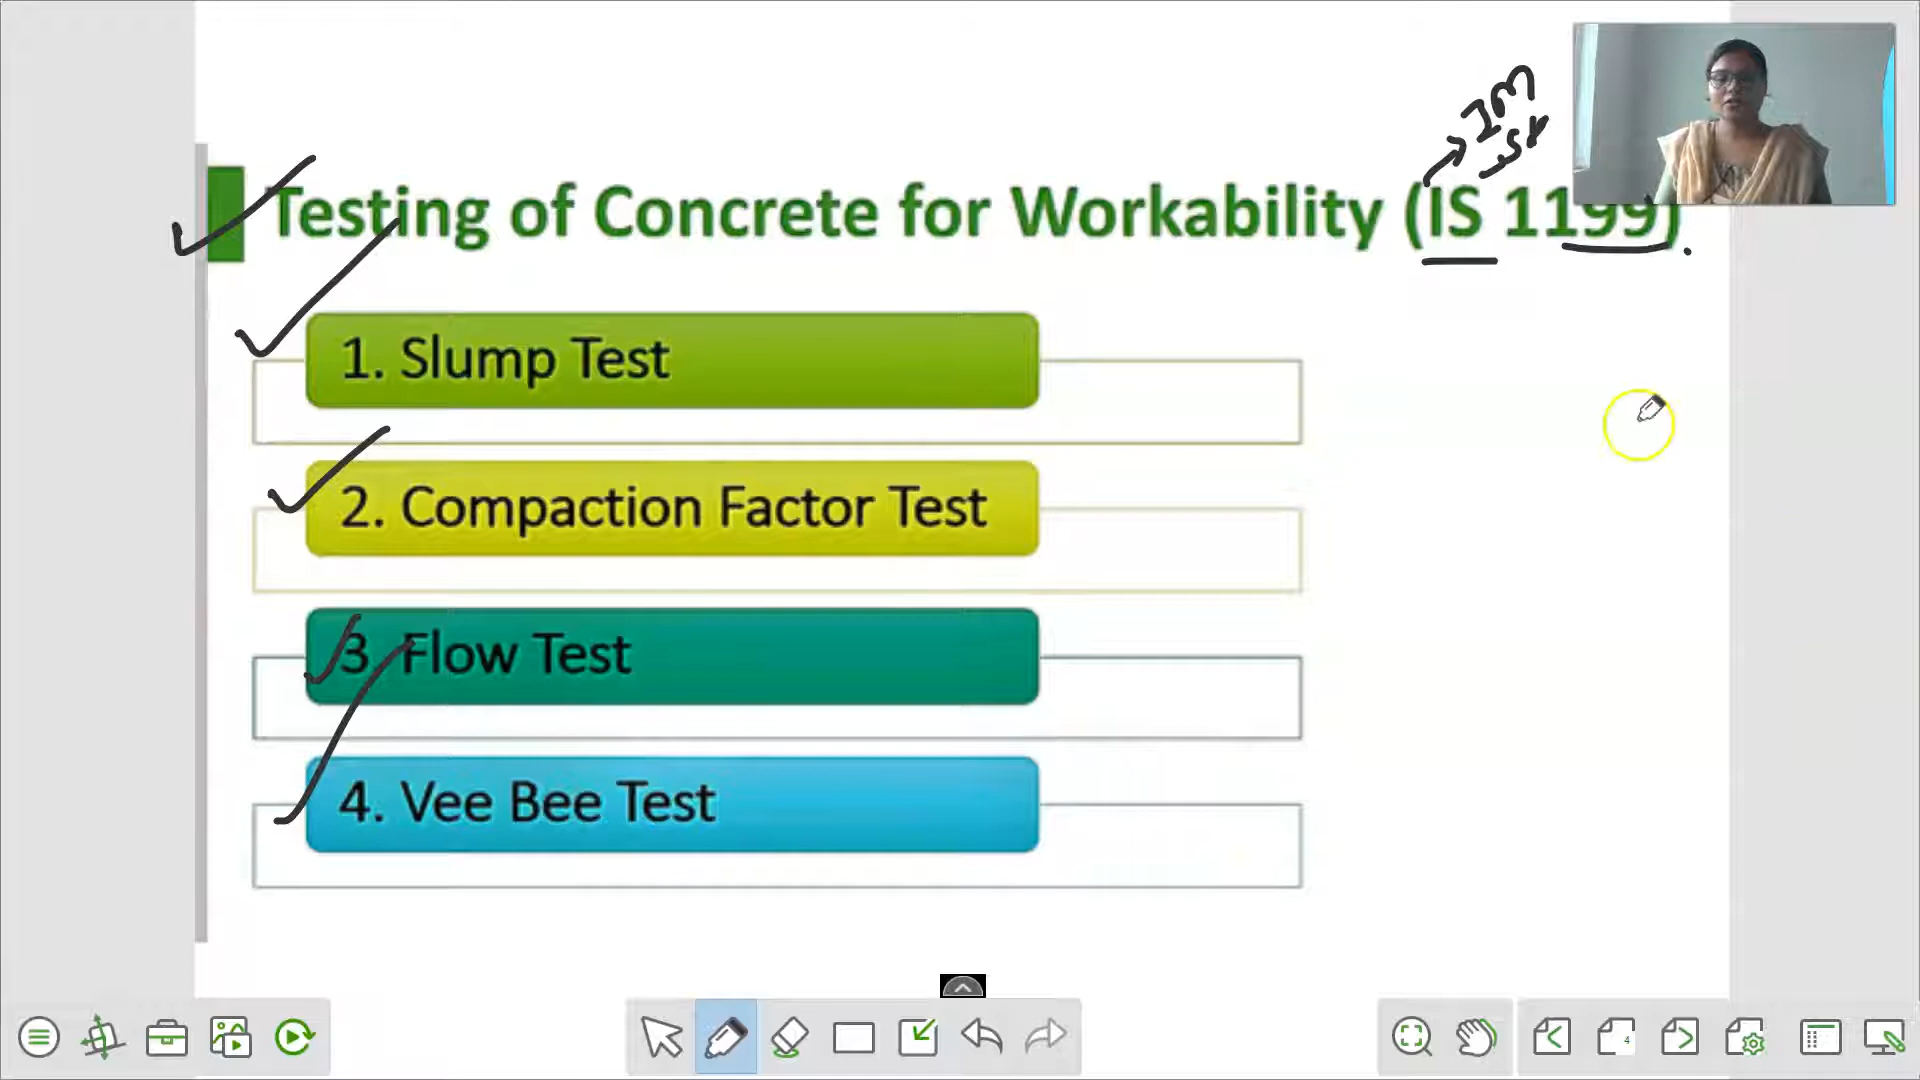 Testing of Concrete for Workability (IS 1199)
1. Slump Test
2. Compaction Factor Test
3. Flow Test
4. Vee Bee Test
4